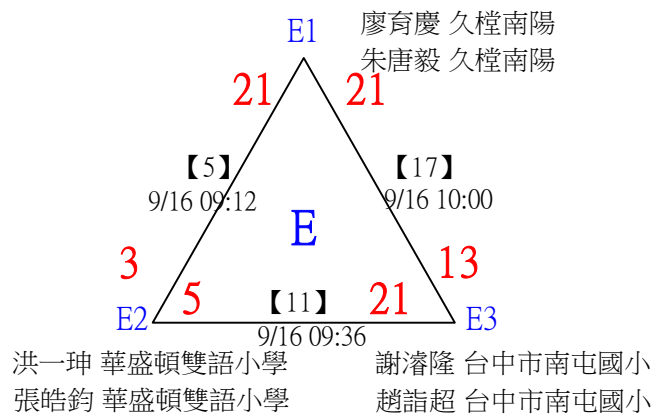 E1
廖育慶 久樘南陽
朱唐毅 久樘南陽
21
21
【5】
9/16 09:12
【17】
9/16 10:00
E
3
13
5
【11】
21
E2
9/16 09:36
E3
洪一珅 華盛頓雙語小學
謝濬隆 台中市南屯國小
張皓鈞 華盛頓雙語小學
趙詣超 台中市南屯國小